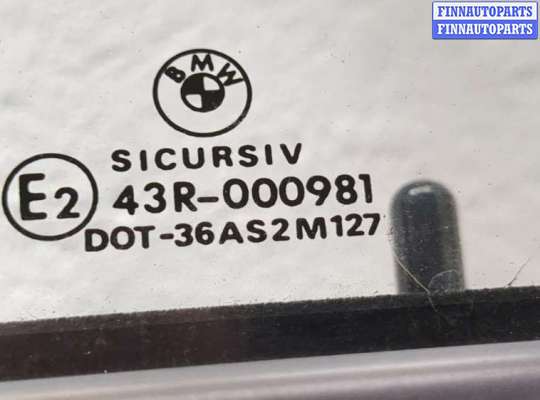 FINNAUTOPARTS
FINNAUTOPARTS
BMW
SICURSIV
E2 43R-000981
DOT-36AS2M127